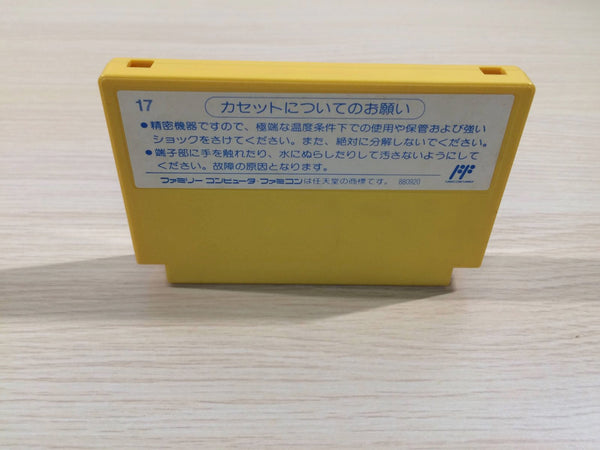 17
カセットについてのお願い
●精密機器ですので、極端な温度条件下での使用や保管および強い
ショックをさけてください。また、絶対に分解しないでください。
●端子部に手を触れたり、水にぬらしたりして汚さないようにして
ください。故障の原因となります。
ファミリー コンピュータ・ファミコンは任天堂の商標です。 880920